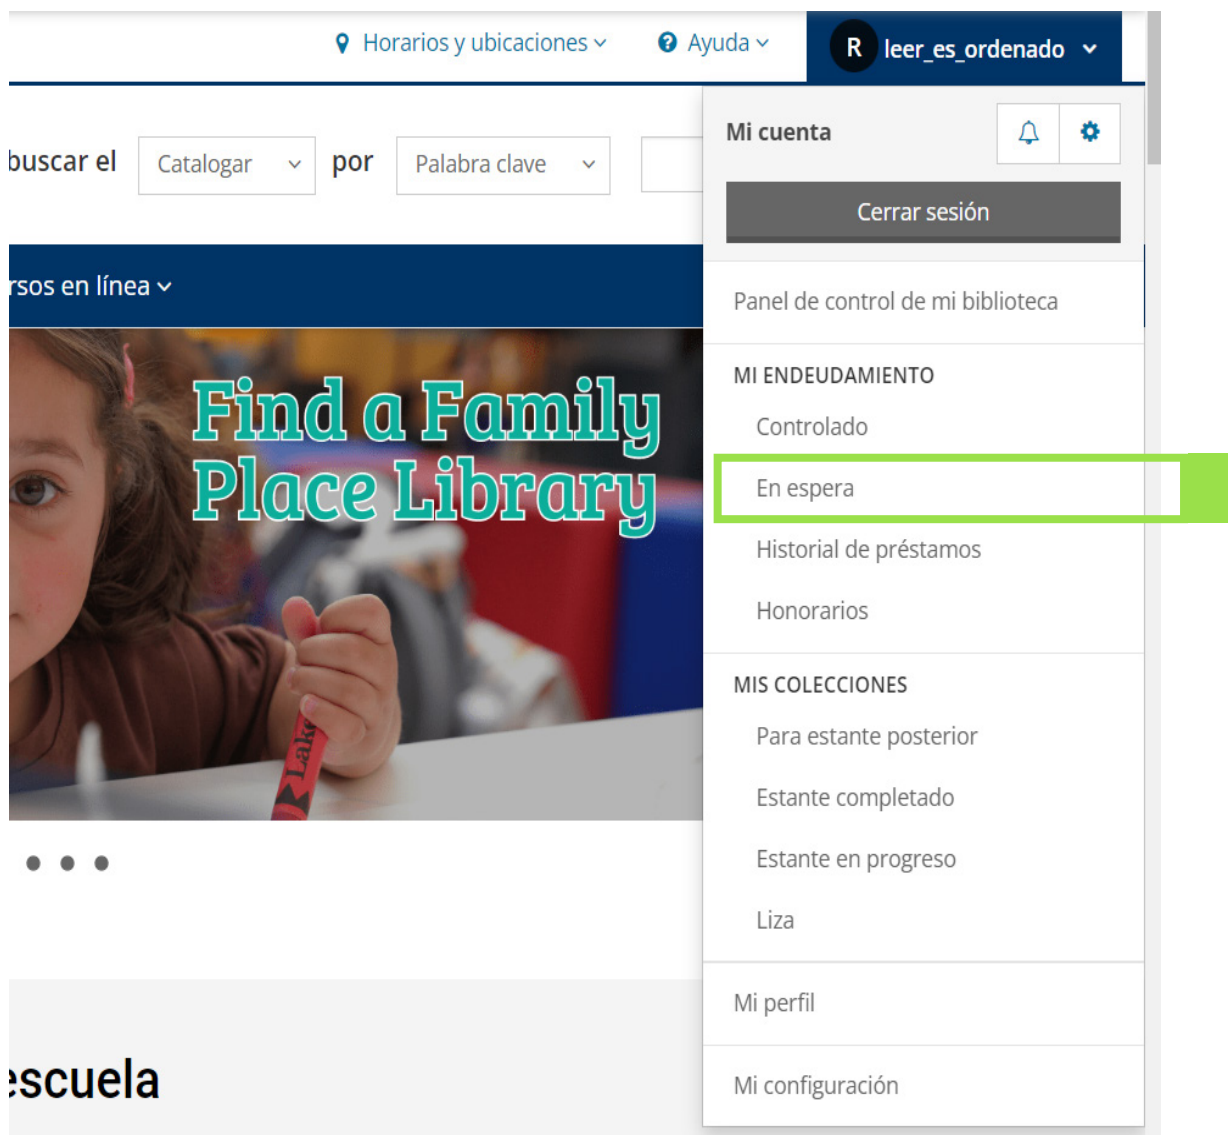 Horarios y ubicaciones
Ayuda
R leer_es_ordenado
buscar el Catalogar por Palabra clave
Mi cuenta
Cerrar sesión
rsos en línea
Panel de control de mi biblioteca
MI ENDEUDAMIENTO
Controlado
En espera
Historial de préstamos
Honorarios
Find a Family
Place Library
Lake
MIS COLECCIONES
Para estante posterior
Estante completado
Estante en progreso
Liza
Mi perfil
Mi configuración
escuela